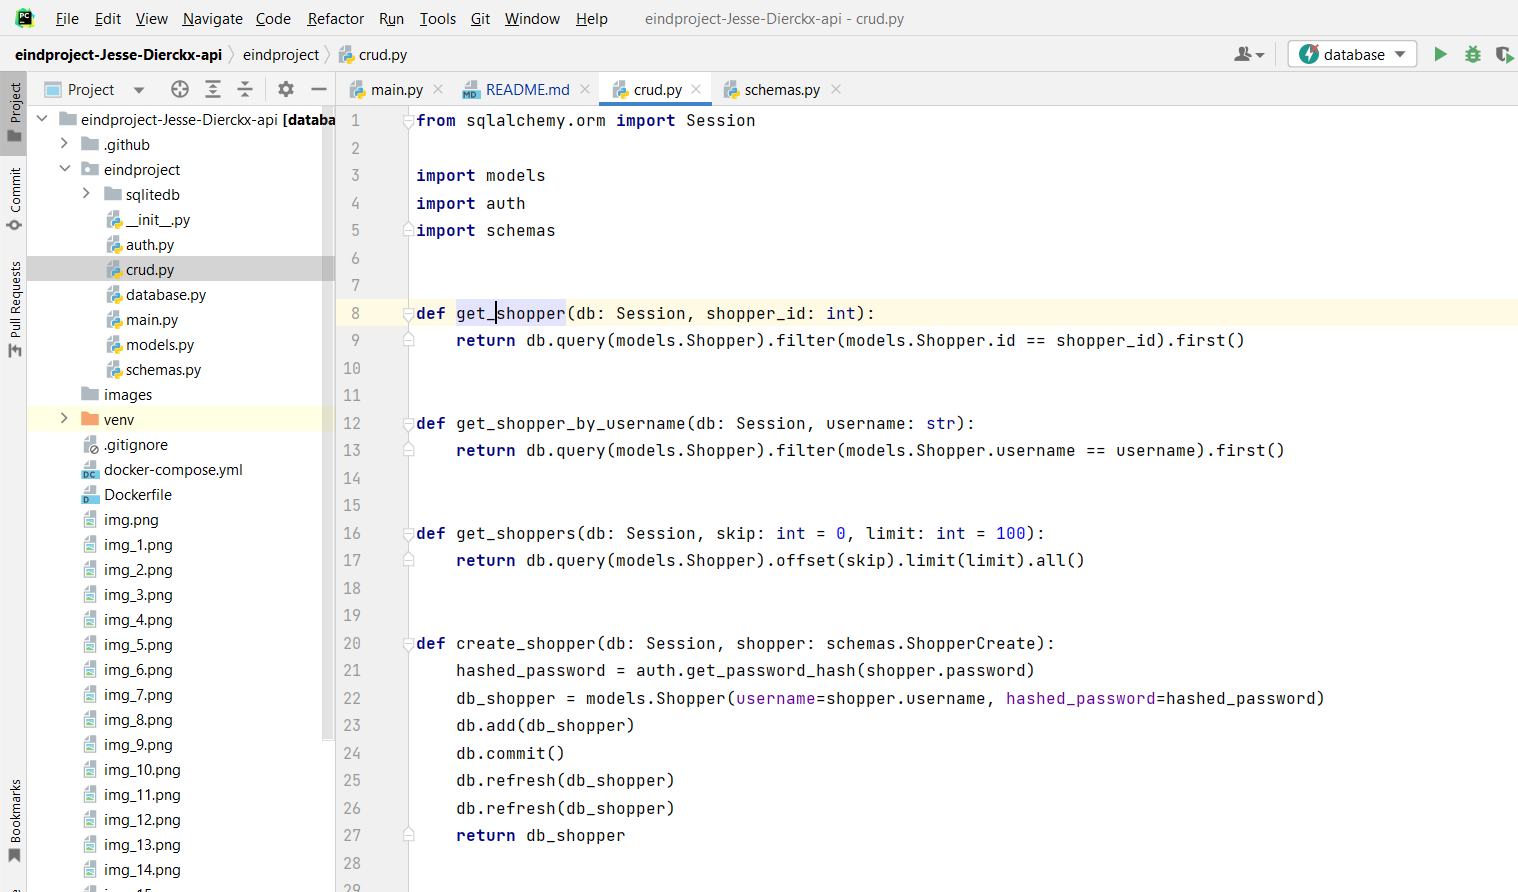 PC
File Edit View Navigate Code Refactor Run Tools Git Window Help eindproject-Jesse-Dierckx-api - crud.py
eindproject-Jesse-Dierckx-api eindproject crud.py database
Project
main.py README.md crud.py schemas.py
Project
Commit
Pull Requests
Bookmarks
eindproject-Jesse-Dierckx-api [databa
.github
eindproject
sqlitedb
__init__.py
auth.py
crud.py
database.py
main.py
models.py
schemas.py
images
venv
.gitignore
docker-compose.yml
Dockerfile
img.png
img_1.png
img_2.png
img_3.png
img_4.png
img_5.png
img_6.png
img_7.png
img_8.png
img_9.png
img_10.png
img_11.png
img_12.png
img_13.png
img_14.png
1 from sqlalchemy.orm import Session
2
3 import models
4 import auth
5 import schemas
6
7
8 def get_shopper(db: Session, shopper_id: int):
9 return db.query(models.Shopper).filter(models.Shopper.id == shopper_id).first()
10
11
12 def get_shopper_by_username(db: Session, username: str):
13 return db.query(models.Shopper).filter(models.Shopper.username == username).first()
14
15
16 def get_shoppers(db: Session, skip: int = 0, limit: int = 100):
17 return db.query(models.Shopper).offset(skip).limit(limit).all()
18
19
20 def create_shopper(db: Session, shopper: schemas.ShopperCreate):
21 hashed_password = auth.get_password_hash(shopper.password)
22 db_shopper = models.Shopper(username=shopper.username, hashed_password=hashed_password)
23 db.add(db_shopper)
24 db.commit()
25 db.refresh(db_shopper)
26 db.refresh(db_shopper)
27 return db_shopper
28
29